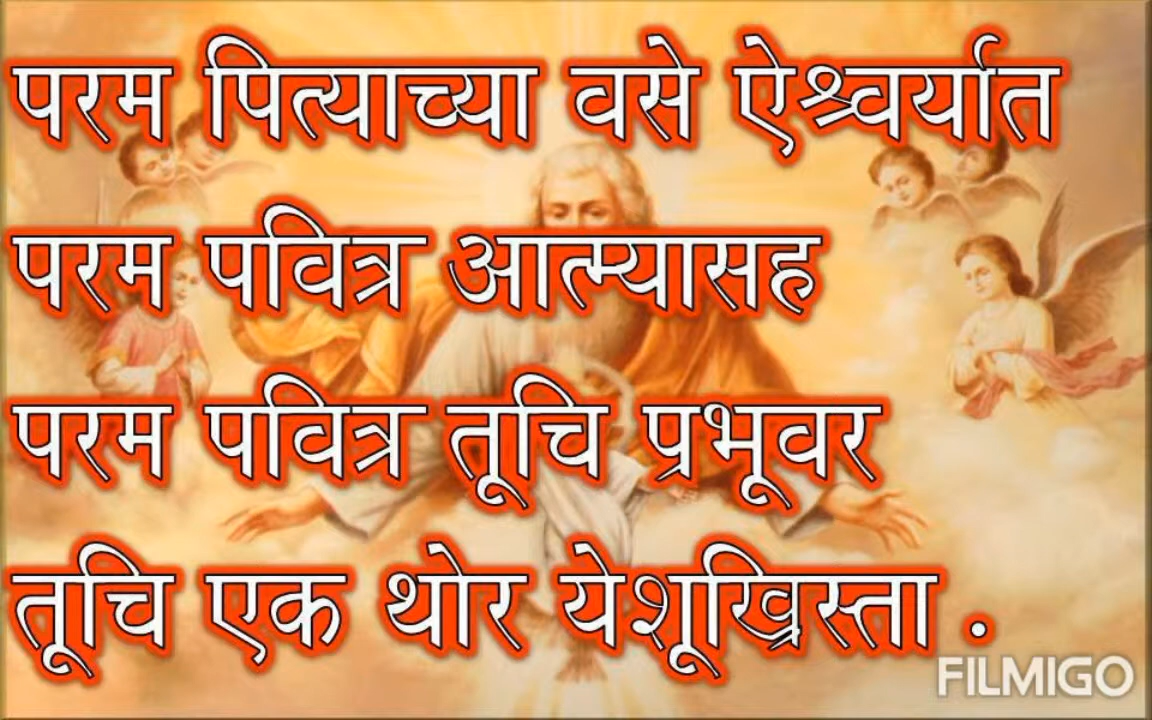 परम पित्याच्या वसे ऐश्र्वर्यात
परम पवित्र आत्म्यासह
परम पवित्र तूचि प्रभूवर
तूचि एक थोर येशूख्रिस्ता .
FILMIGO